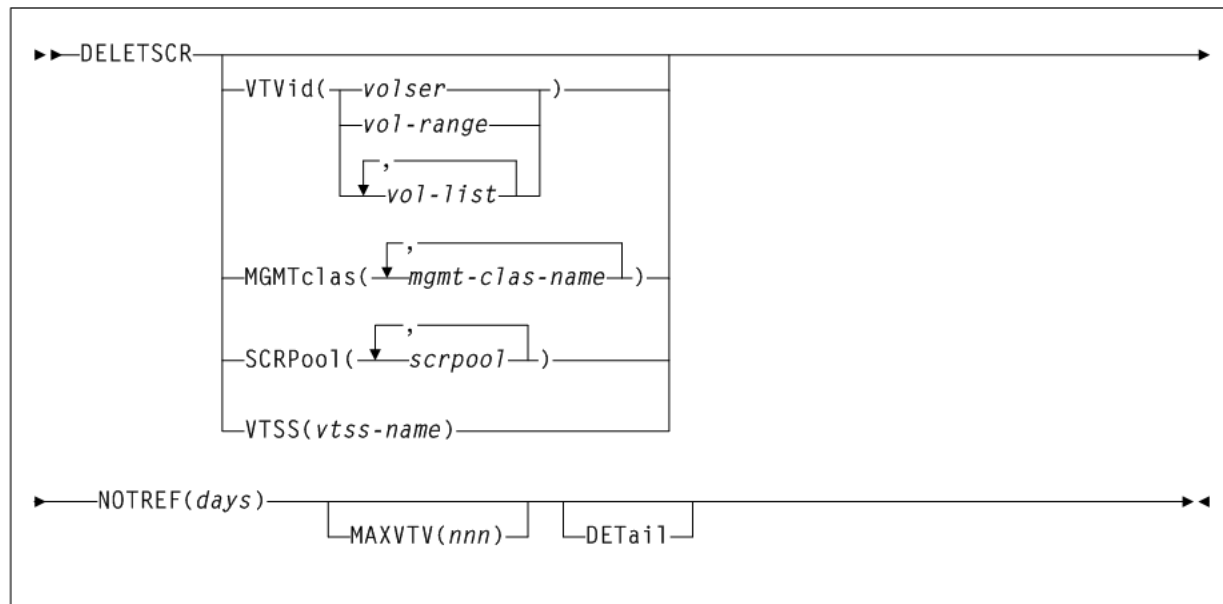 DELETSCR
VTVid( volser )
vol-range
,
vol-list
,
MGMTclas( mgmt-clas-name )
,
SCRPool( scrpool )
VTSS(vtss-name)
NOTREF(days)
MAXVTV(nnn) DETail